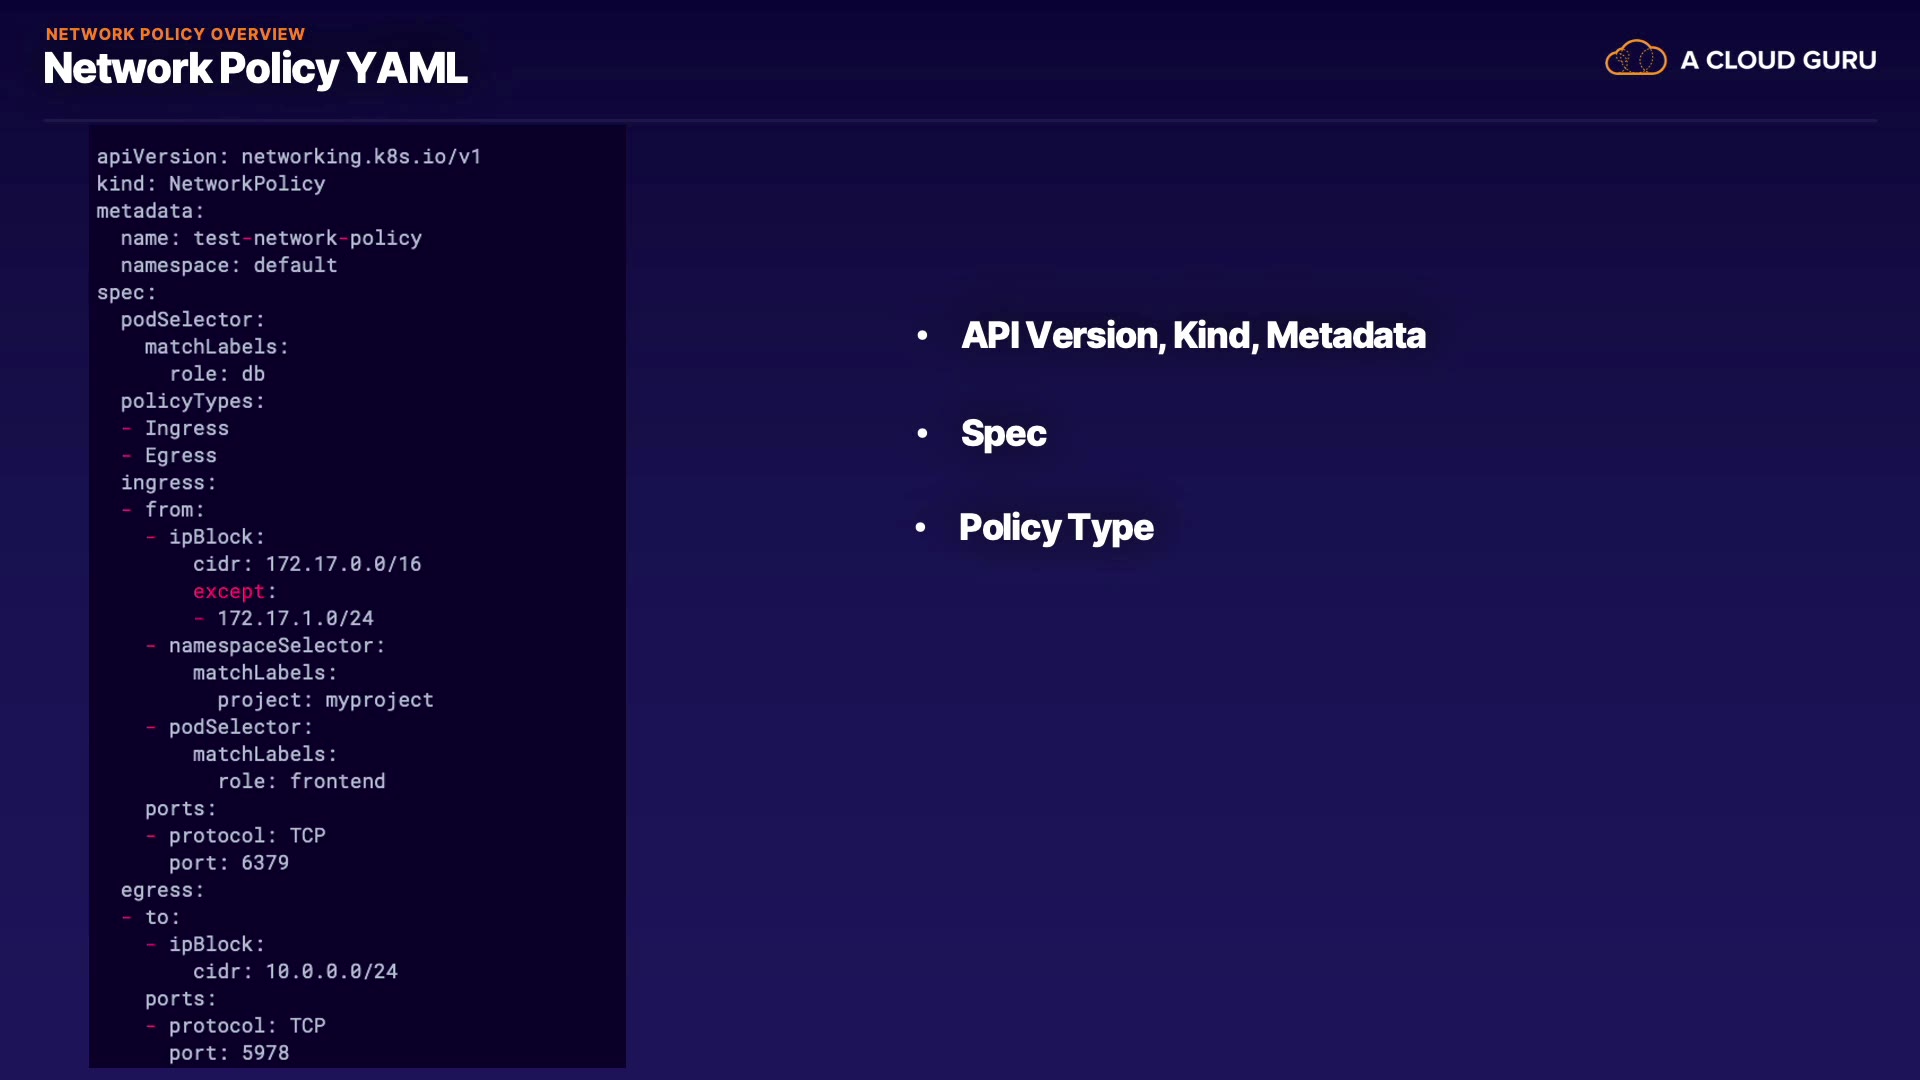 NETWORK POLICY OVERVIEW
Network Policy YAML
A CLOUD GURU
apiVersion: networking.k8s.io/v1
kind: NetworkPolicy
metadata:
  name: test-network-policy
  namespace: default
spec:
  podSelector:
    matchLabels:
      role: db
  policyTypes:
  - Ingress
  - Egress
  ingress:
  - from:
    - ipBlock:
        cidr: 172.17.0.0/16
        except:
        - 172.17.1.0/24
    - namespaceSelector:
        matchLabels:
          project: myproject
    - podSelector:
        matchLabels:
          role: frontend
    ports:
    - protocol: TCP
      port: 6379
  egress:
  - to:
    - ipBlock:
        cidr: 10.0.0.0/24
    ports:
    - protocol: TCP
      port: 5978
• API Version, Kind, Metadata
• Spec
• Policy Type